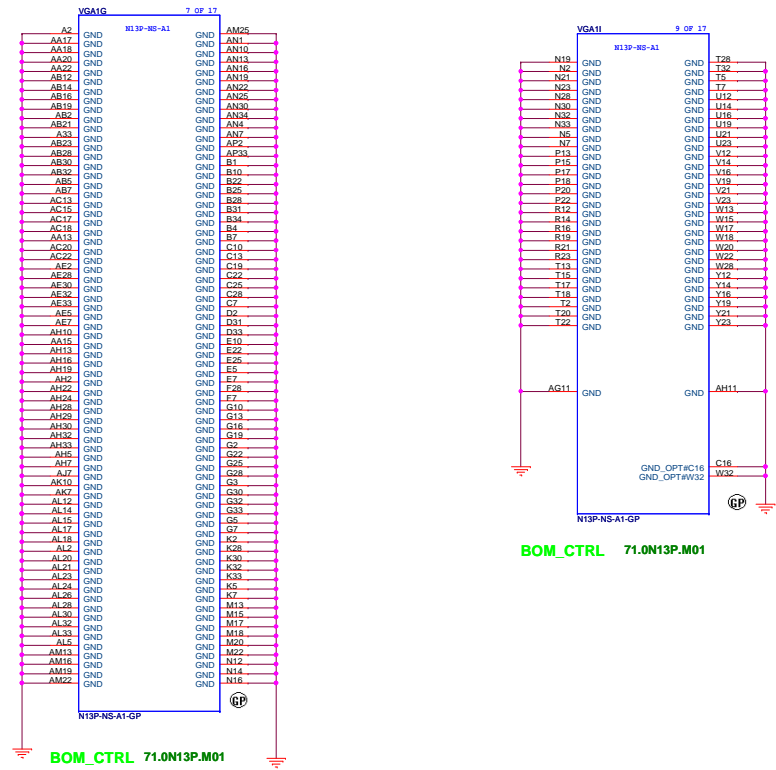 VGA1G 7 OF 17
N13P-NS-A1
A2 GND GND AM25
AA17 GND GND AN1
AA18 GND GND AN10
AA20 GND GND AN13
AA22 GND GND AN16
AB12 GND GND AN19
AB14 GND GND AN22
AB16 GND GND AN25
AB19 GND GND AN30
AB2 GND GND AN34
AB21 GND GND AN4
A33 GND GND AN7
AB23 GND GND AP2
AB28 GND GND AP33
AB30 GND GND B1
AB32 GND GND B10
AB5 GND GND B22
AB7 GND GND B25
AC13 GND GND B28
AC15 GND GND B31
AC17 GND GND B34
AC18 GND GND B4
AA13 GND GND B7
AC20 GND GND C10
AC22 GND GND C13
AE2 GND GND C19
AE28 GND GND C22
AE30 GND GND C25
AE32 GND GND C28
AE33 GND GND C7
AE5 GND GND D2
AE7 GND GND D31
AH10 GND GND D33
AA15 GND GND E10
AH13 GND GND E22
AH16 GND GND E25
AH19 GND GND E5
AH2 GND GND E7
AH22 GND GND F28
AH24 GND GND F7
AH28 GND GND G10
AH29 GND GND G13
AH30 GND GND G16
AH32 GND GND G19
AH33 GND GND G2
AH5 GND GND G22
AH7 GND GND G25
AJ7 GND GND G28
AK10 GND GND G3
AK7 GND GND G30
AL12 GND GND G32
AL14 GND GND G33
AL15 GND GND G5
AL17 GND GND G7
AL18 GND GND K2
AL2 GND GND K28
AL20 GND GND K30
AL21 GND GND K32
AL23 GND GND K33
AL24 GND GND K5
AL26 GND GND K7
AL28 GND GND M13
AL30 GND GND M15
AL32 GND GND M17
AL33 GND GND M18
AL5 GND GND M20
AM13 GND GND M22
AM16 GND GND N12
AM19 GND GND N14
AM22 GND GND N16
GP
N13P-NS-A1-GP
BOM_CTRL 71.0N13P.M01
VGA1I 9 OF 17
N13P-NS-A1
N19 GND GND T28
N2 GND GND T32
N21 GND GND T5
N23 GND GND T7
N28 GND GND U12
N30 GND GND U14
N32 GND GND U16
N33 GND GND U19
N5 GND GND U21
N7 GND GND U23
P13 GND GND V12
P15 GND GND V14
P17 GND GND V16
P18 GND GND V19
P20 GND GND V21
P22 GND GND V23
R12 GND GND W13
R14 GND GND W15
R16 GND GND W17
R19 GND GND W18
R21 GND GND W20
R23 GND GND W22
T13 GND GND W28
T15 GND GND Y12
T17 GND GND Y14
T18 GND GND Y16
T2 GND GND Y19
T20 GND GND Y21
T22 GND GND Y23
AG11 GND GND AH11
GND_OPT#C16 C16
GND_OPT#W32 W32
GP
N13P-NS-A1-GP
BOM_CTRL 71.0N13P.M01